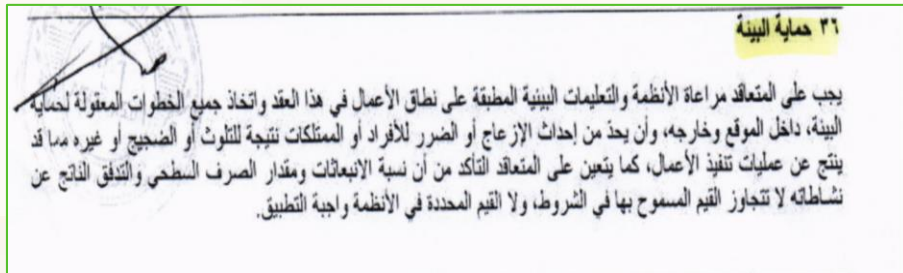 ٣٦ حماية البيئة
يجب على المتعاقد مراعاة الأنظمة والتعليمات البيئية المطبقة على نطاق الأعمال في هذا العقد واتخاذ جميع الخطوات المعقولة لحماية
البيئة، داخل الموقع وخارجه، وأن يحدّ من إحداث الإزعاج أو الضرر للأفراد أو الممتلكات نتيجة للتلوث أو الضجيج أو غيره مما قد
ينتج عن عمليات تنفيذ الأعمال، كما يتعين على المتعاقد التأكد من أن نسبة الانبعاثات ومقدار الصرف السطحي والتدفق الناتج عن
نشاطاته لا تتجاوز القيم المسموح بها في الشروط، ولا القيم المحددة في الأنظمة واجبة التطبيق.